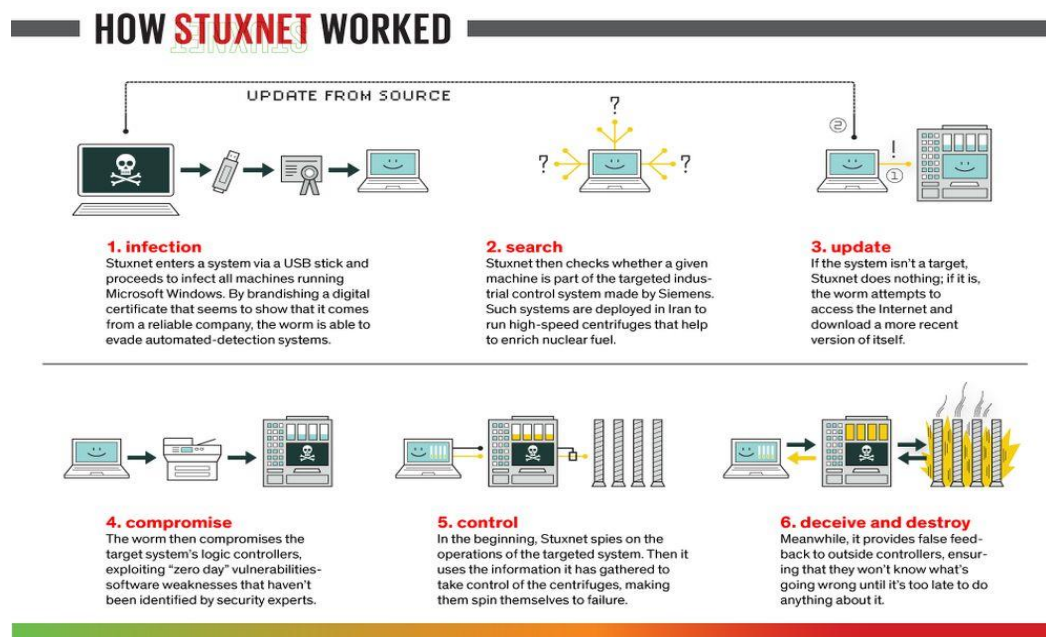 HOW STUXNET WORKED
UPDATE FROM SOURCE
?
?
?
2
!
1
1. infection
Stuxnet enters a system via a USB stick and
proceeds to infect all machines running
Microsoft Windows. By brandishing a digital
certificate that seems to show that it comes
from a reliable company, the worm is able to
evade automated-detection systems.
2. search
Stuxnet then checks whether a given
machine is part of the targeted indus-
trial control system made by Siemens.
Such systems are deployed in Iran to
run high-speed centrifuges that help
to enrich nuclear fuel.
3. update
If the system isn't a target,
Stuxnet does nothing; if it is,
the worm attempts to
access the Internet and
download a more recent
version of itself.
4. compromise
The worm then compromises the
target system's logic controllers,
exploiting "zero day" vulnerabilities-
software weaknesses that haven't
been identified by security experts.
5. control
In the beginning, Stuxnet spies on the
operations of the targeted system. Then it
uses the information it has gathered to
take control of the centrifuges, making
them spin themselves to failure.
6. deceive and destroy
Meanwhile, it provides false feed-
back to outside controllers, ensur-
ing that they won't know what's
going wrong until it's too late to do
anything about it.